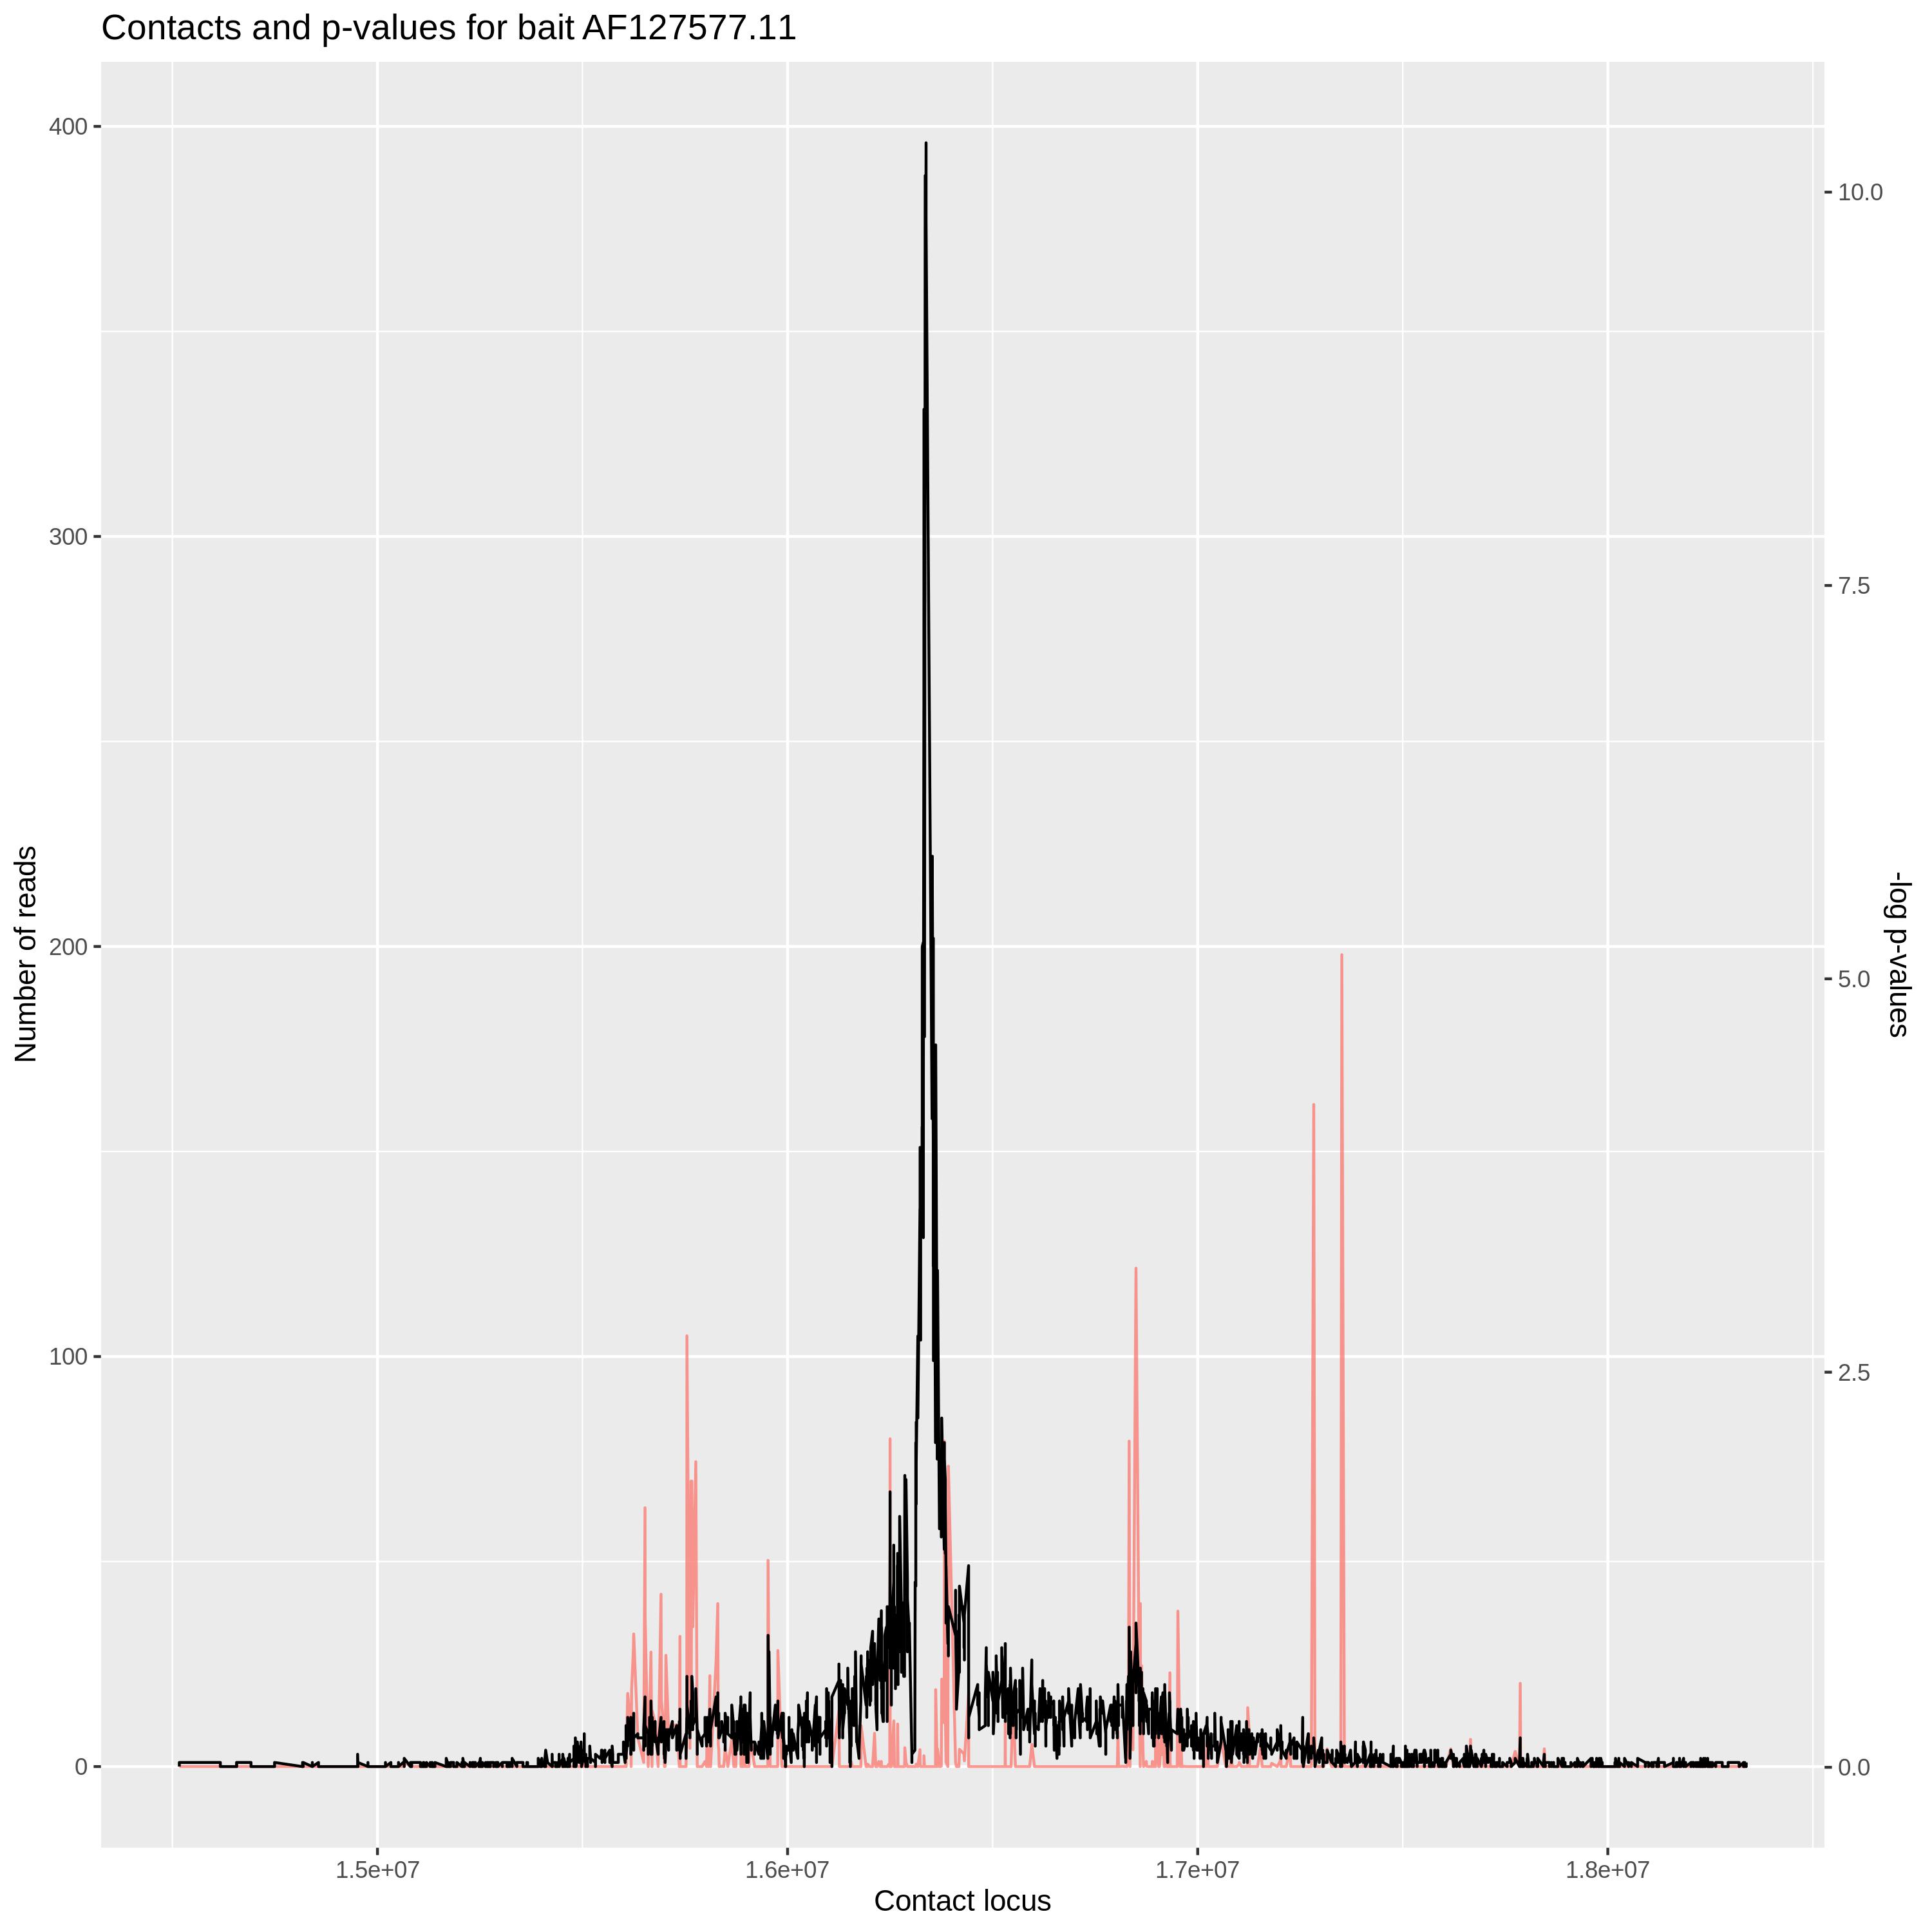 Contacts and p-values for bait AF127577.11
400
300
200
100
0
10.0
7.5
5.0
2.5
0.0
Number of reads
-log p-values
1.5e+07 1.6e+07 1.7e+07 1.8e+07
Contact locus